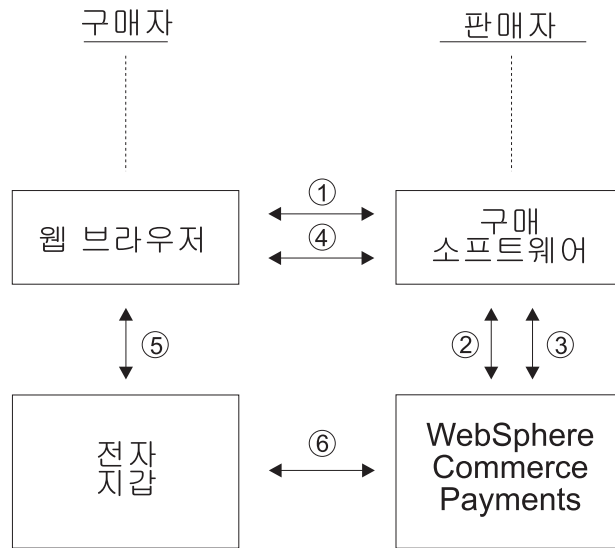 구매자
판매자
①
웹 브라우저
④
구매
소프트웨어
⑤
②
③
전자
지갑
⑥
WebSphere
Commerce
Payments